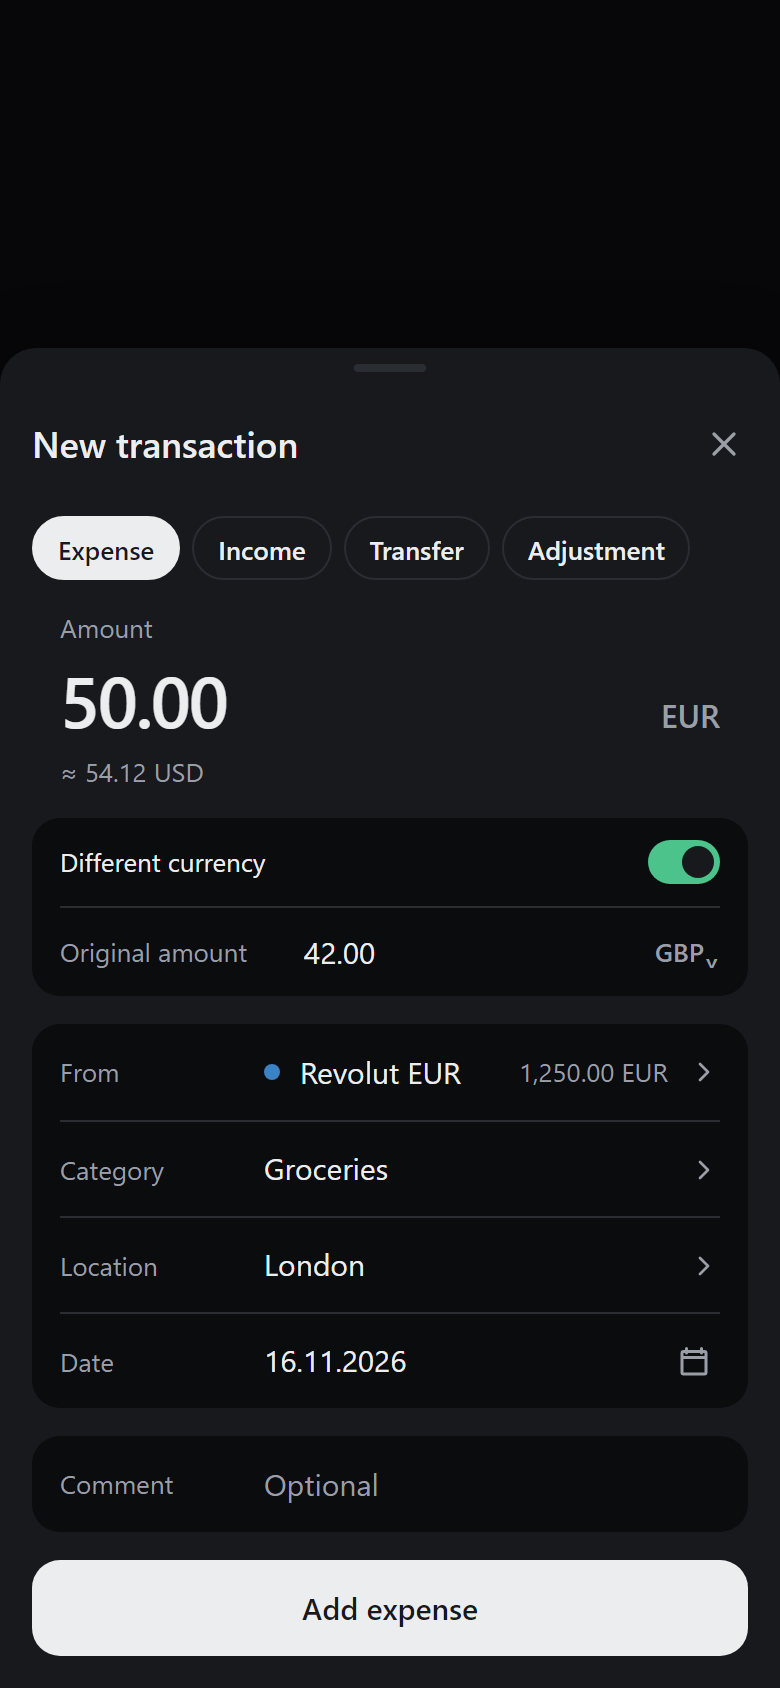 New transaction
Expense Income Transfer Adjustment
Amount
50.00 EUR
≈ 54.12 USD
Different currency
Original amount 42.00 GBP
From Revolut EUR 1,250.00 EUR
Category Groceries
Location London
Date 16.11.2026
Comment Optional
Add expense